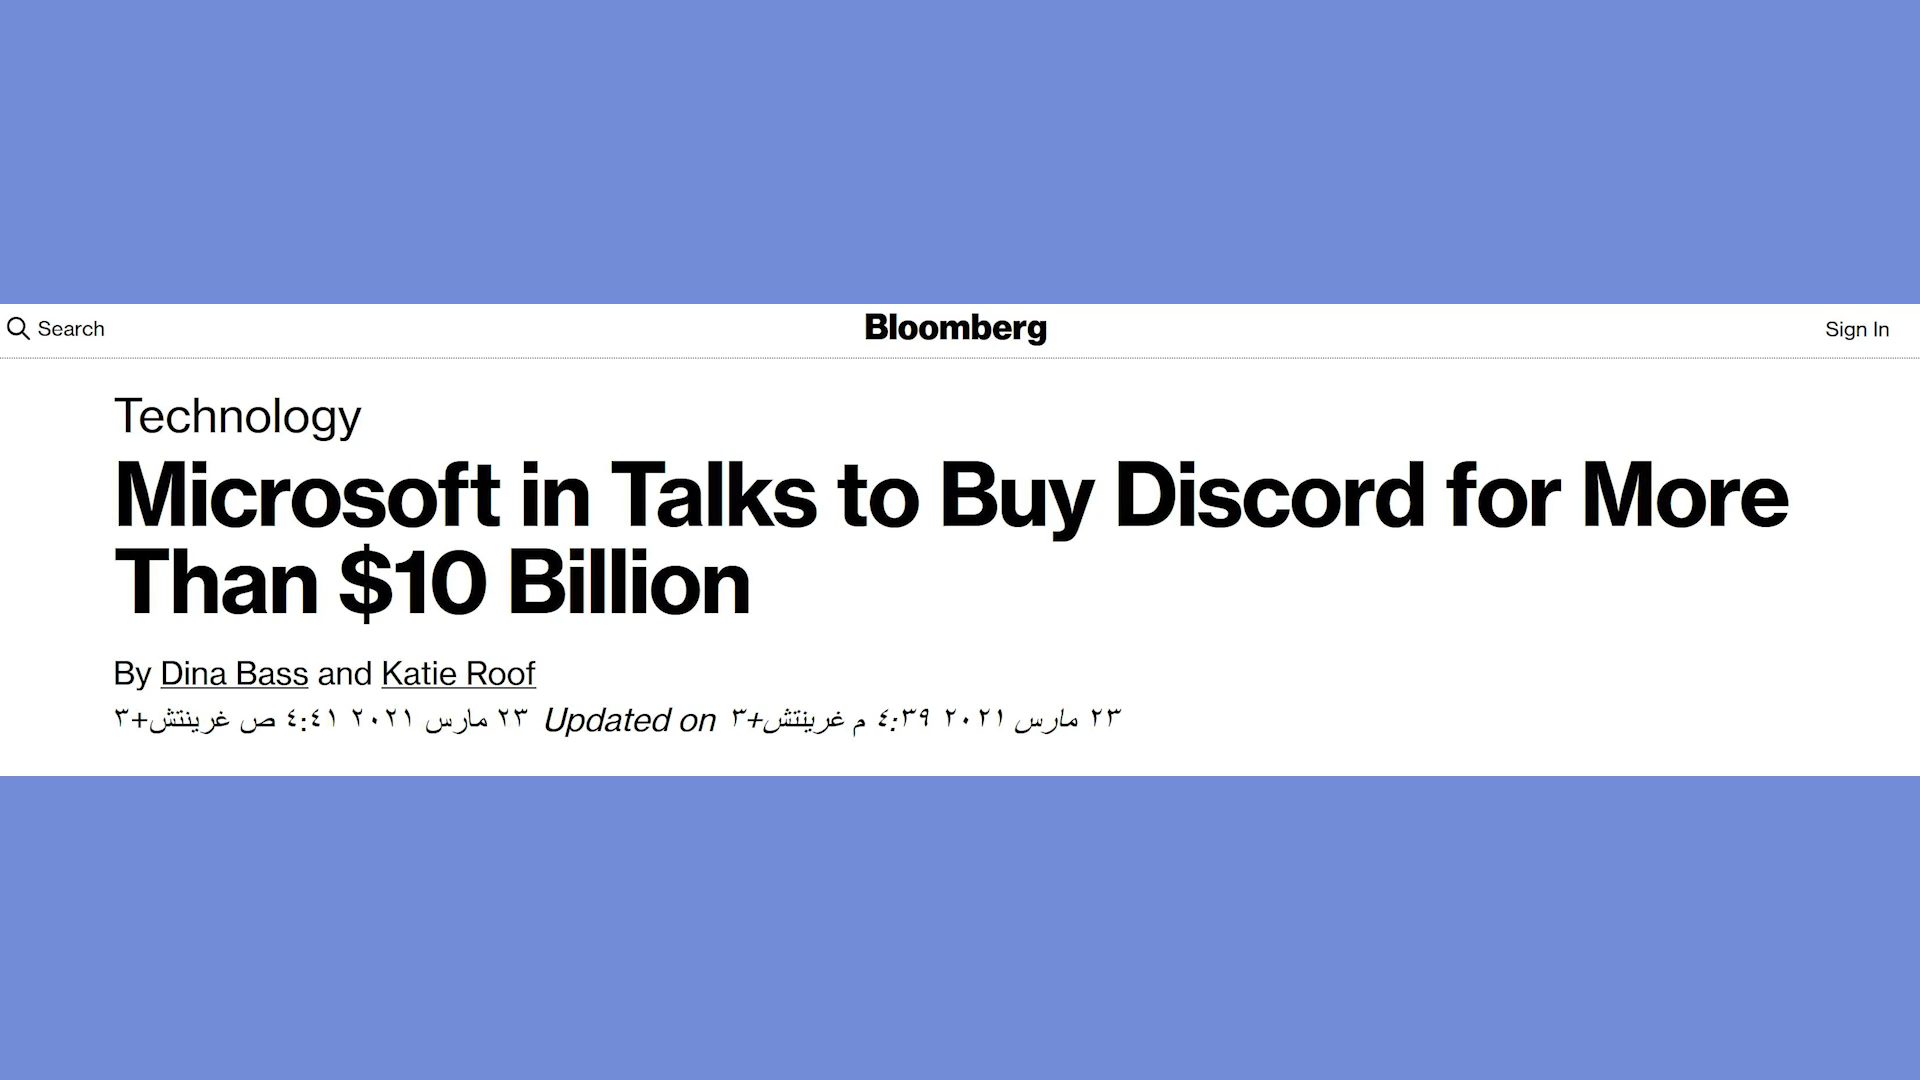 Search
Bloomberg
Sign In
Technology
Microsoft in Talks to Buy Discord for More
Than $10 Billion
By Dina Bass and Katie Roof
٢٣ مارس ٢٠٢١ ٤:٤١ ص غرينتش+٣ Updated on ٢٣ مارس ٢٠٢١ ٤:٣٩ م غرينتش+٣